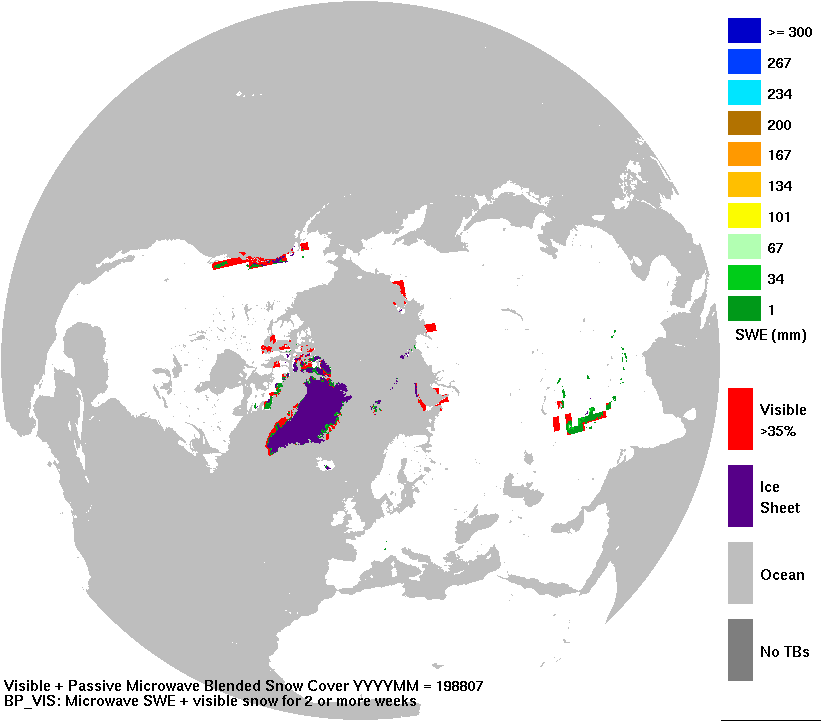 >= 300
267
234
200
167
134
101
67
34
1
SWE (mm)
Visible
>35%
Ice
Sheet
Ocean
No TBs
Visible + Passive Microwave Blended Snow Cover YYYYMM = 198807
BP_VIS: Microwave SWE + visible snow for 2 or more weeks